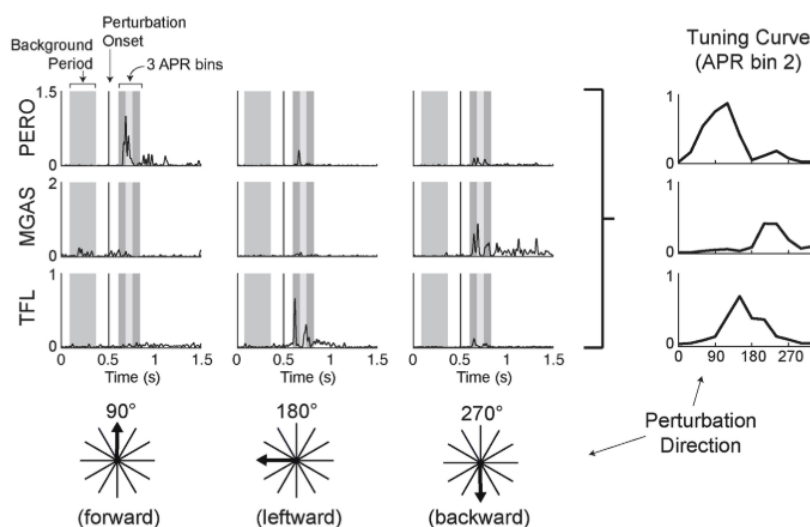 Perturbation
Onset
Background
Period
3 APR bins
Tuning Curve
(APR bin 2)
PERO
1.5
0
1
0
MGAS
2
0
1
0
TFL
1
0
0 0.5 1 1.5
Time (s)
0 0.5 1 1.5
Time (s)
0 0.5 1 1.5
Time (s)
1
0
0 90 180 270
90°
(forward)
180°
(leftward)
270°
(backward)
Perturbation
Direction